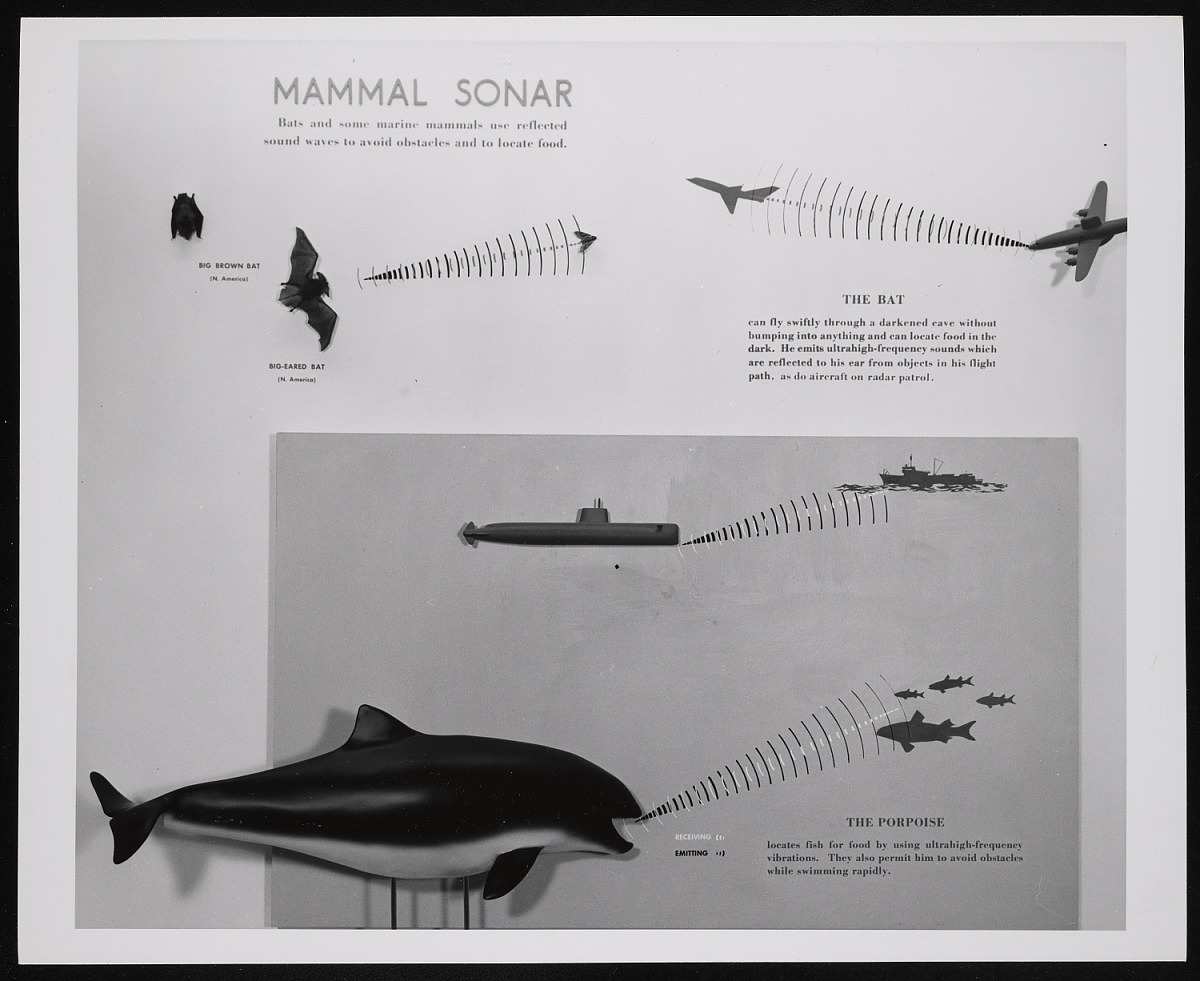 MAMMAL SONAR
Bats and some marine mammals use reflected
sound waves to avoid obstacles and to locate food.
BIG BROWN BAT
(N. America)
BIG-EARED BAT
(N. America)
THE BAT
can fly swiftly through a darkened cave without
bumping into anything and can locate food in the
dark. He emits ultrahigh-frequency sounds which
are reflected to his ear from objects in his flight
path, as do aircraft on radar patrol.
RECEIVING
EMITTING
THE PORPOISE
locates fish for food by using ultrahigh-frequency
vibrations. They also permit him to avoid obstacles
while swimming rapidly.